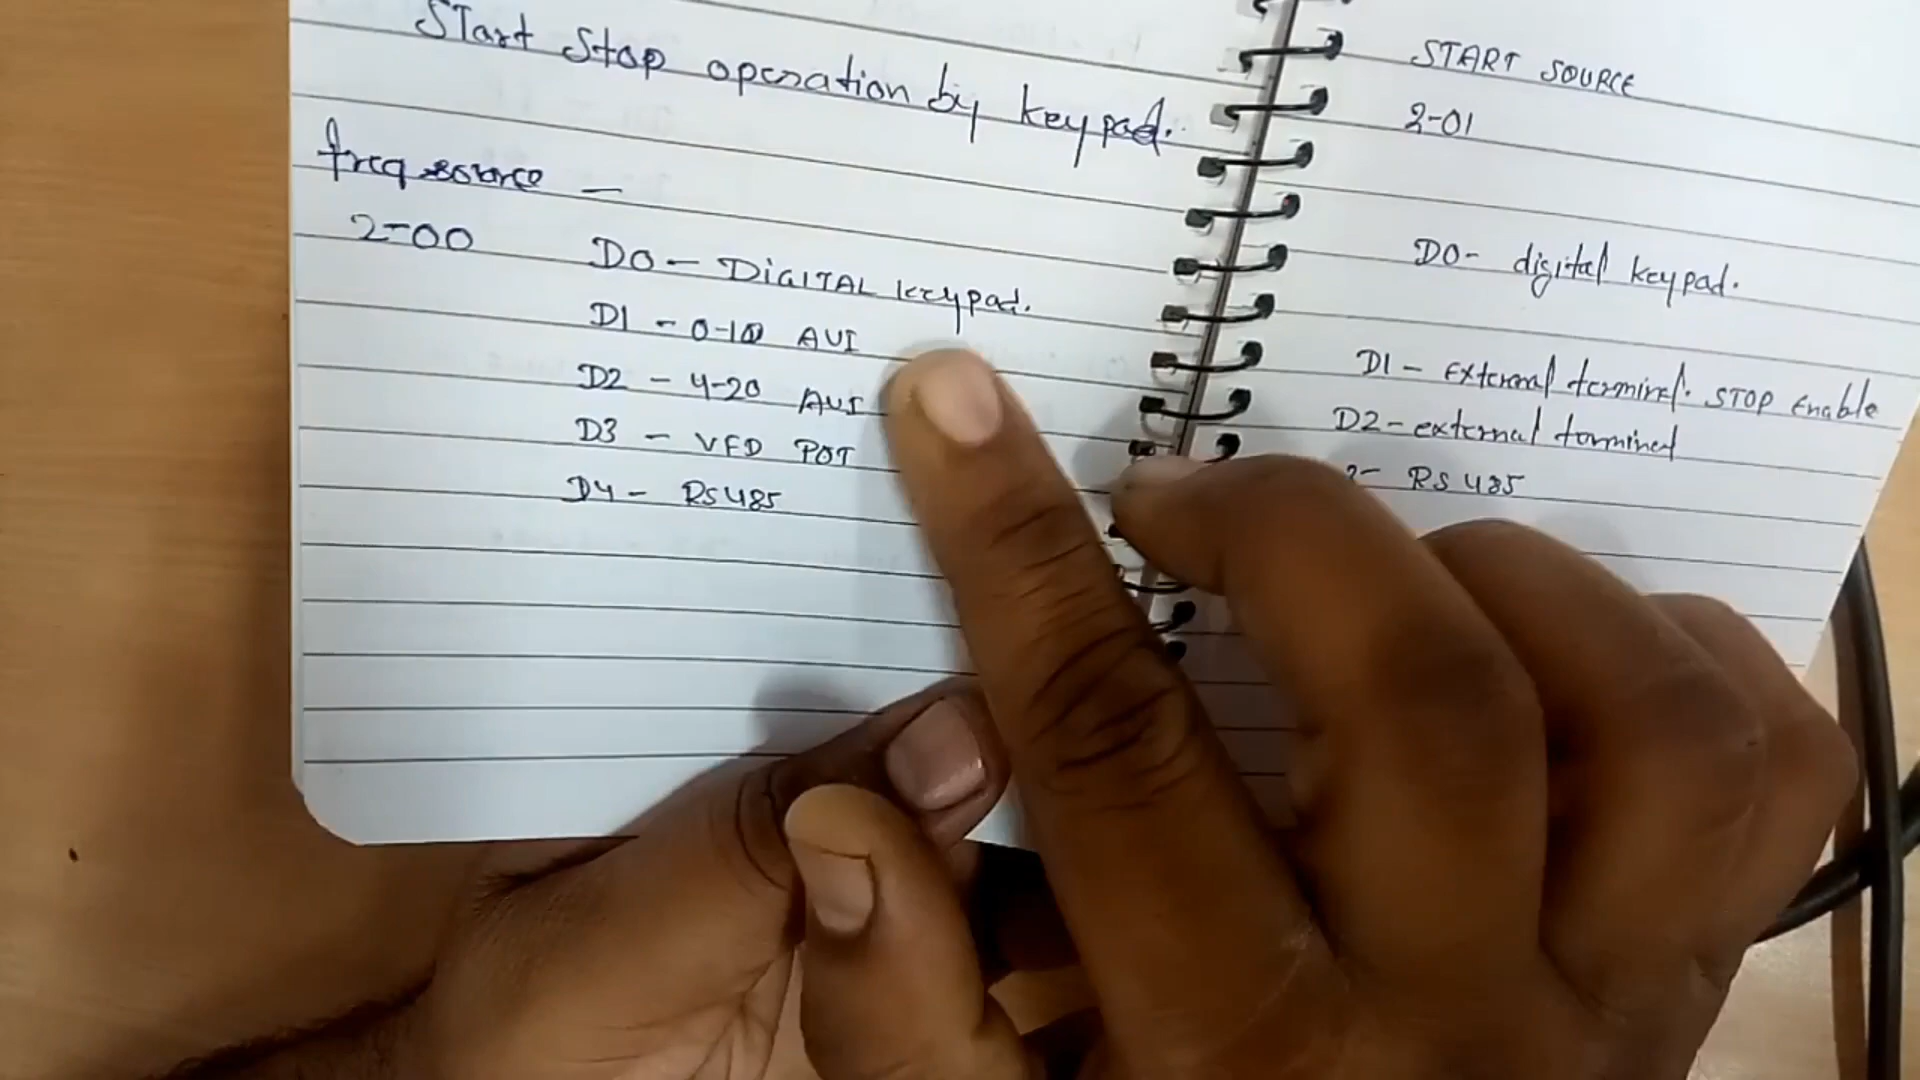 Start Stop operation by keypad.
freq source -
2-00 D0 - DIGITAL keypad.
D1 - 0-10 AVI
D2 - 4-20 AVI
D3 - VFD POT
D4 - RS485
START SOURCE
2-01
D0- digital keypad.
D1 - External terminal. STOP Enable
D2 - external terminal
- RS 485